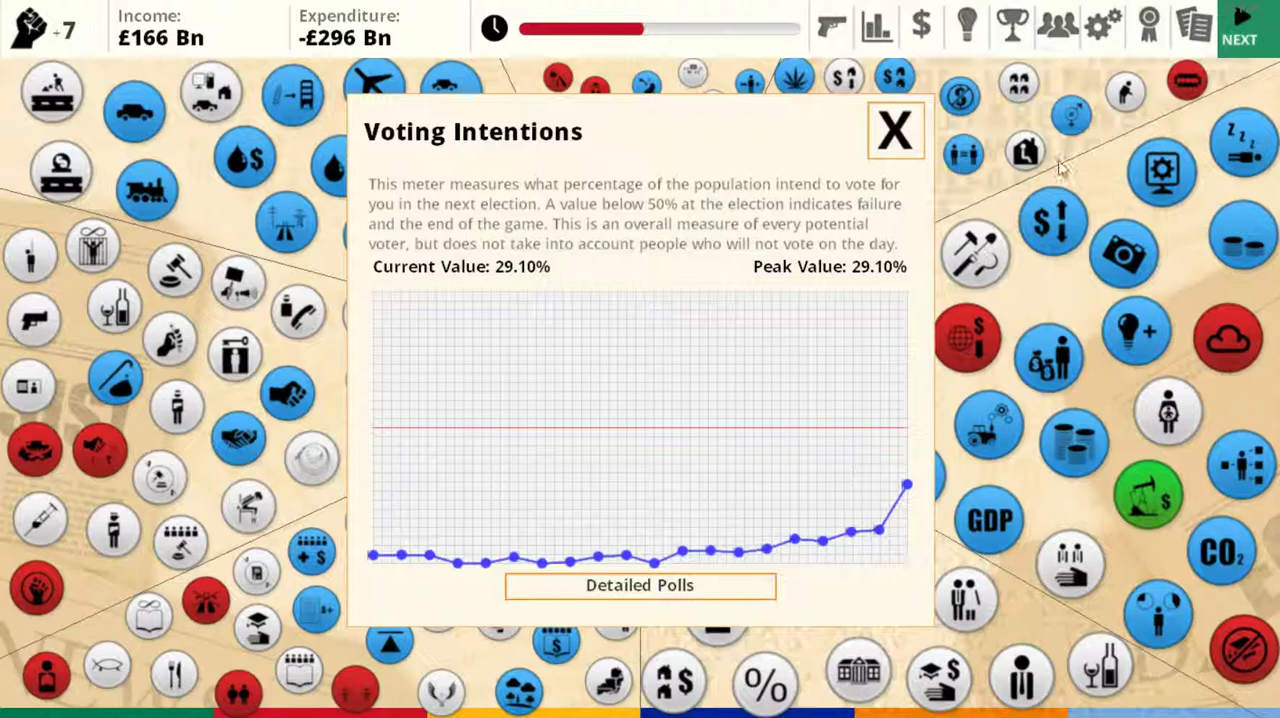 +7
Income:
£166 Bn
Expenditure:
-£296 Bn
$
NEXT
Voting Intentions
X
This meter measures what percentage of the population intend to vote for
you in the next election. A value below 50% at the election indicates failure
and the end of the game. This is an overall measure of every potential
voter, but does not take into account people who will not vote on the day.
Current Value: 29.10%
Peak Value: 29.10%
Detailed Polls
GDP
CO2
%